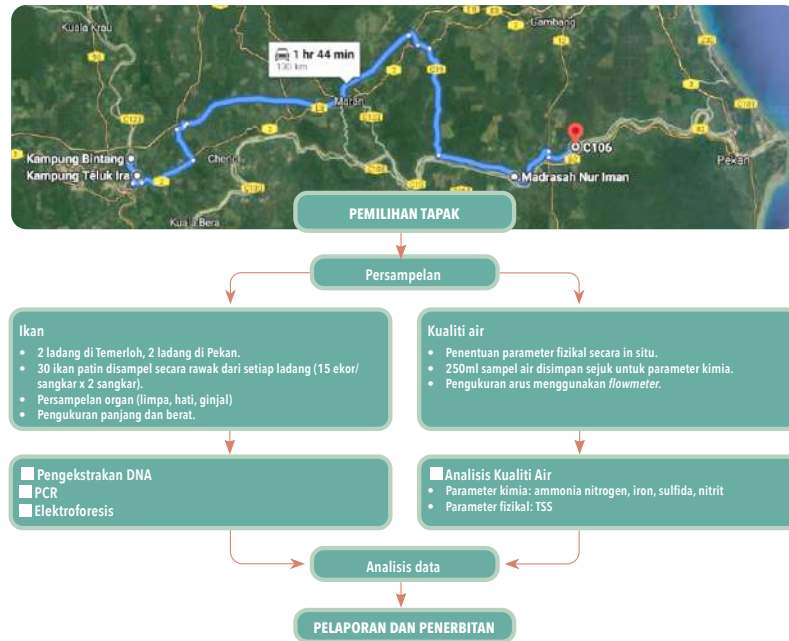 Kuala Krau
Gambang
1 hr 44 min
130 km
Maran
C106
Kampung Bintang
Kampung Teluk Ira
Madrasah Nur Iman
Pekan
PEMILIHAN TAPAK
Persampelan
Ikan
• 2 ladang di Temerloh, 2 ladang di Pekan.
• 30 ikan patin disampel secara rawak dari setiap ladang (15 ekor/
sangkar x 2 sangkar).
• Persampelan organ (limpa, hati, ginjal)
• Pengukuran panjang dan berat.
Kualiti air
• Penentuan parameter fizikal secara in situ.
• 250ml sampel air disimpan sejuk untuk parameter kimia.
• Pengukuran arus menggunakan flowmeter.
Pengekstrakan DNA
PCR
Elektroforesis
Analisis Kualiti Air
• Parameter kimia: ammonia nitrogen, iron, sulfida, nitrit
• Parameter fizikal: TSS
Analisis data
PELAPORAN DAN PENERBITAN